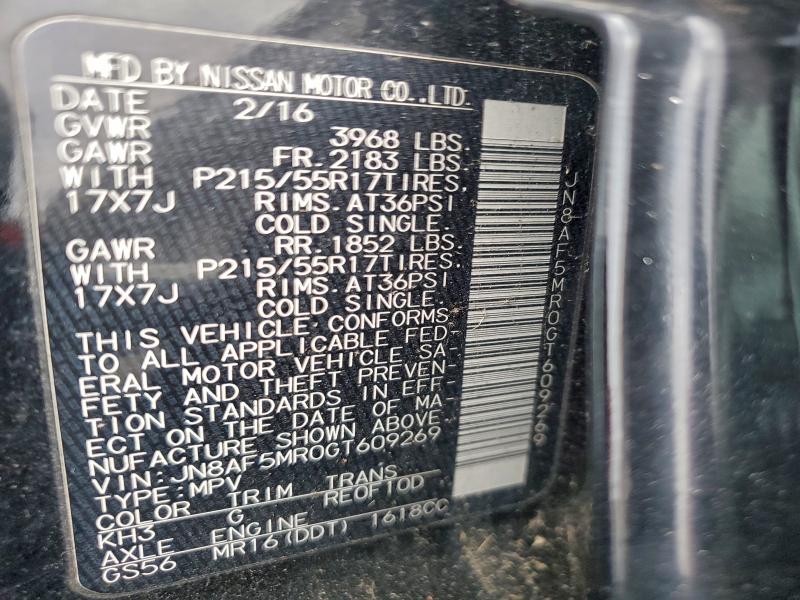 MFD BY NISSAN MOTOR CO.,LTD.
DATE 2/16
GVWR 3968 LBS.
GAWR FR. 2183 LBS.
WITH P215/55R17TIRES,
17X7J RIMS. AT36PSI
COLD SINGLE.
GAWR RR. 1852 LBS.
WITH P215/55R17TIRES,
17X7J RIMS. AT36PSI
COLD SINGLE.
THIS VEHICLE CONFORMS
TO ALL APPLICABLE FED-
ERAL MOTOR VEHICLE SA-
FETY AND THEFT PREVEN-
TION STANDARDS IN EFF-
ECT ON THE DATE OF MA-
NUFACTURE SHOWN ABOVE
VIN:JN8AF5MR0GT609269
TYPE:MPV
COLOR TRIM TRANS
KH3 G RE0F10D
AXLE ENGINE
GS56 MR16(DDT) 1618CC
JN8AF5MR0GT609269